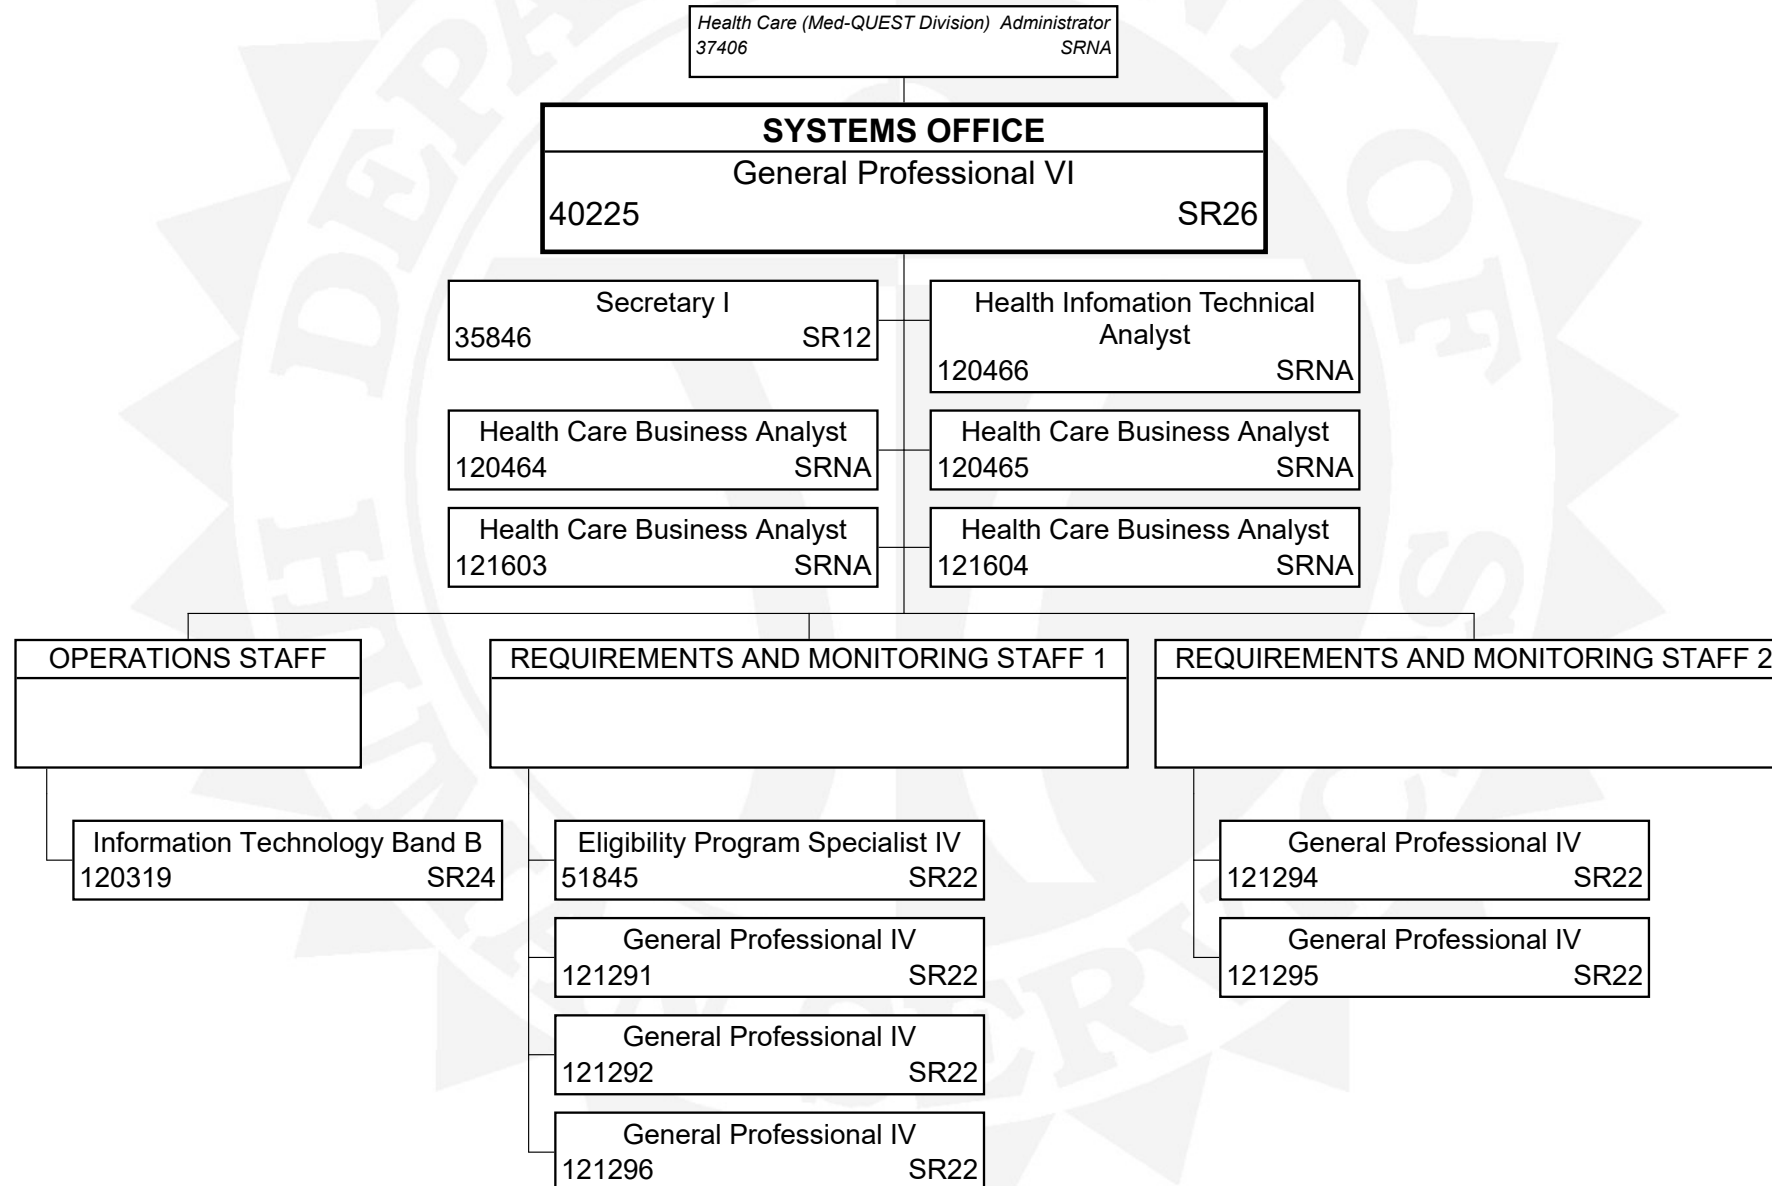 Health Care (Med-QUEST Division) Administrator
37406 SRNA
SYSTEMS OFFICE
General Professional VI
40225 SR26
Secretary I
35846 SR12
Health Infomation Technical
Analyst
120466 SRNA
Health Care Business Analyst
120464 SRNA
Health Care Business Analyst
120465 SRNA
Health Care Business Analyst
121603 SRNA
Health Care Business Analyst
121604 SRNA
OPERATIONS STAFF
Information Technology Band B
120319 SR24
REQUIREMENTS AND MONITORING STAFF 1
Eligibility Program Specialist IV
51845 SR22
General Professional IV
121291 SR22
General Professional IV
121292 SR22
General Professional IV
121296 SR22
REQUIREMENTS AND MONITORING STAFF 2
General Professional IV
121294 SR22
General Professional IV
121295 SR22